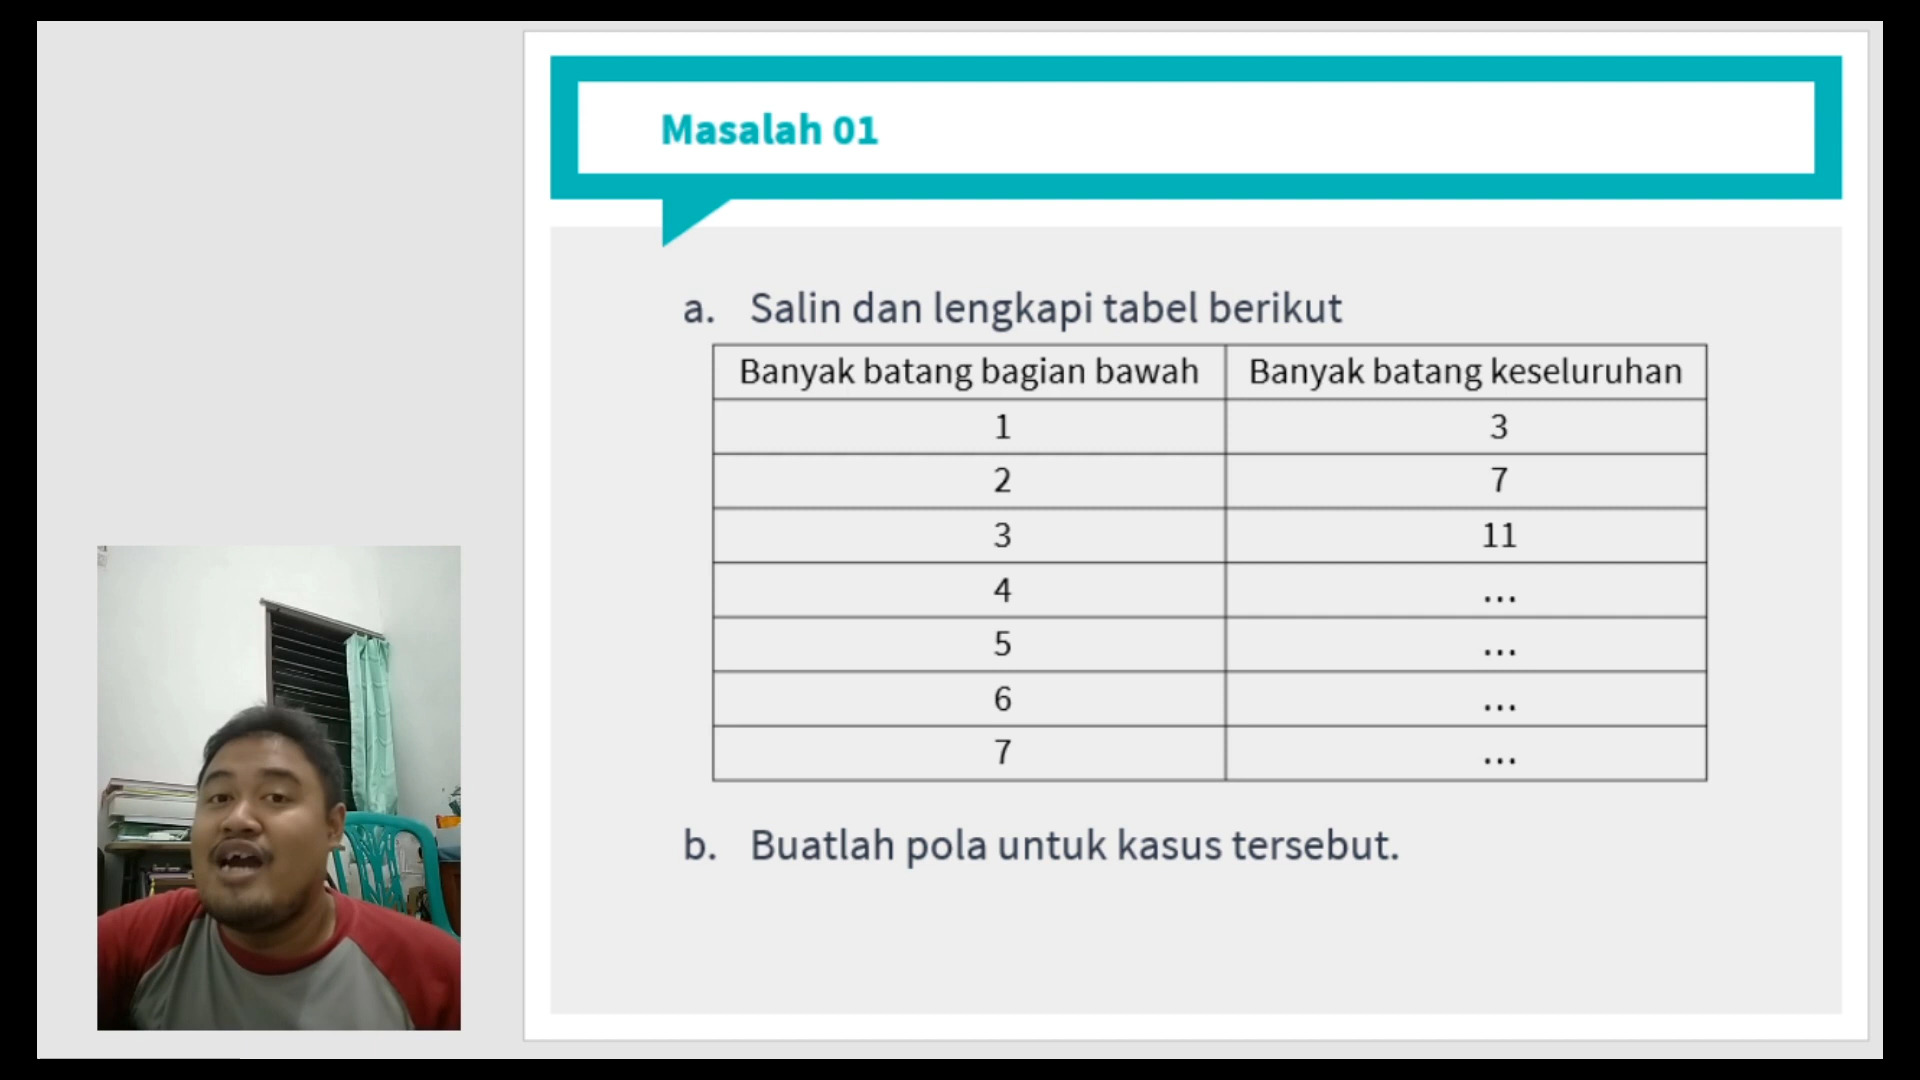 Masalah 01
a. Salin dan lengkapi tabel berikut
Banyak batang bagian bawah Banyak batang keseluruhan
1 3
2 7
3 11
4 ...
5 ...
6 ...
7 ...
b. Buatlah pola untuk kasus tersebut.